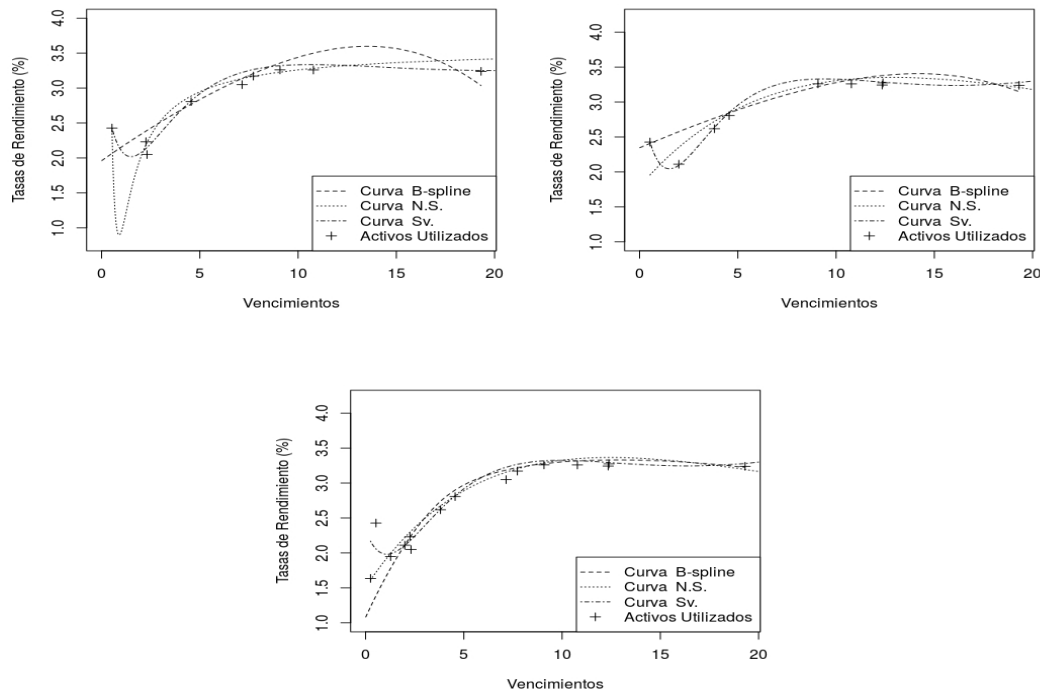 Tasas de Rendimiento (%)
4.0
3.5
3.0
2.5
2.0
1.5
1.0
Curva B-spline
Curva N.S.
Curva Sv.
Activos Utilizados
0 5 10 15 20
Vencimientos
Tasas de Rendimiento (%)
4.0
3.5
3.0
2.5
2.0
1.5
1.0
Curva B-spline
Curva N.S.
Curva Sv.
Activos Utilizados
0 5 10 15 20
Vencimientos
Tasas de Rendimiento (%)
4.0
3.5
3.0
2.5
2.0
1.5
1.0
Curva B-spline
Curva N.S.
Curva Sv.
Activos Utilizados
0 5 10 15 20
Vencimientos